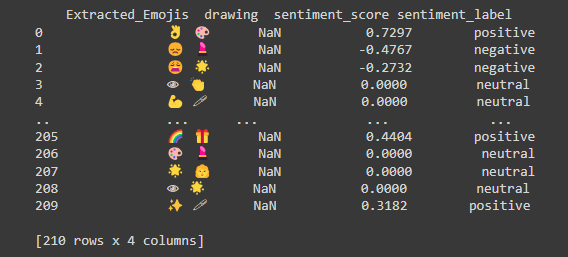 Extracted_Emojis drawing sentiment_score sentiment_label
0 👌 🎨 NaN 0.7297 positive
1 😞 💄 NaN -0.4767 negative
2 😩 🌟 NaN -0.2732 negative
3 👁 👏 NaN 0.0000 neutral
4 💪 🖋 NaN 0.0000 neutral
.. ... ... ... ...
205 🌈 🎁 NaN 0.4404 positive
206 🎨 💄 NaN 0.0000 neutral
207 🌟 🙆 NaN 0.0000 neutral
208 👁 🌟 NaN 0.0000 neutral
209 ✨ 🖋 NaN 0.3182 positive
[210 rows x 4 columns]